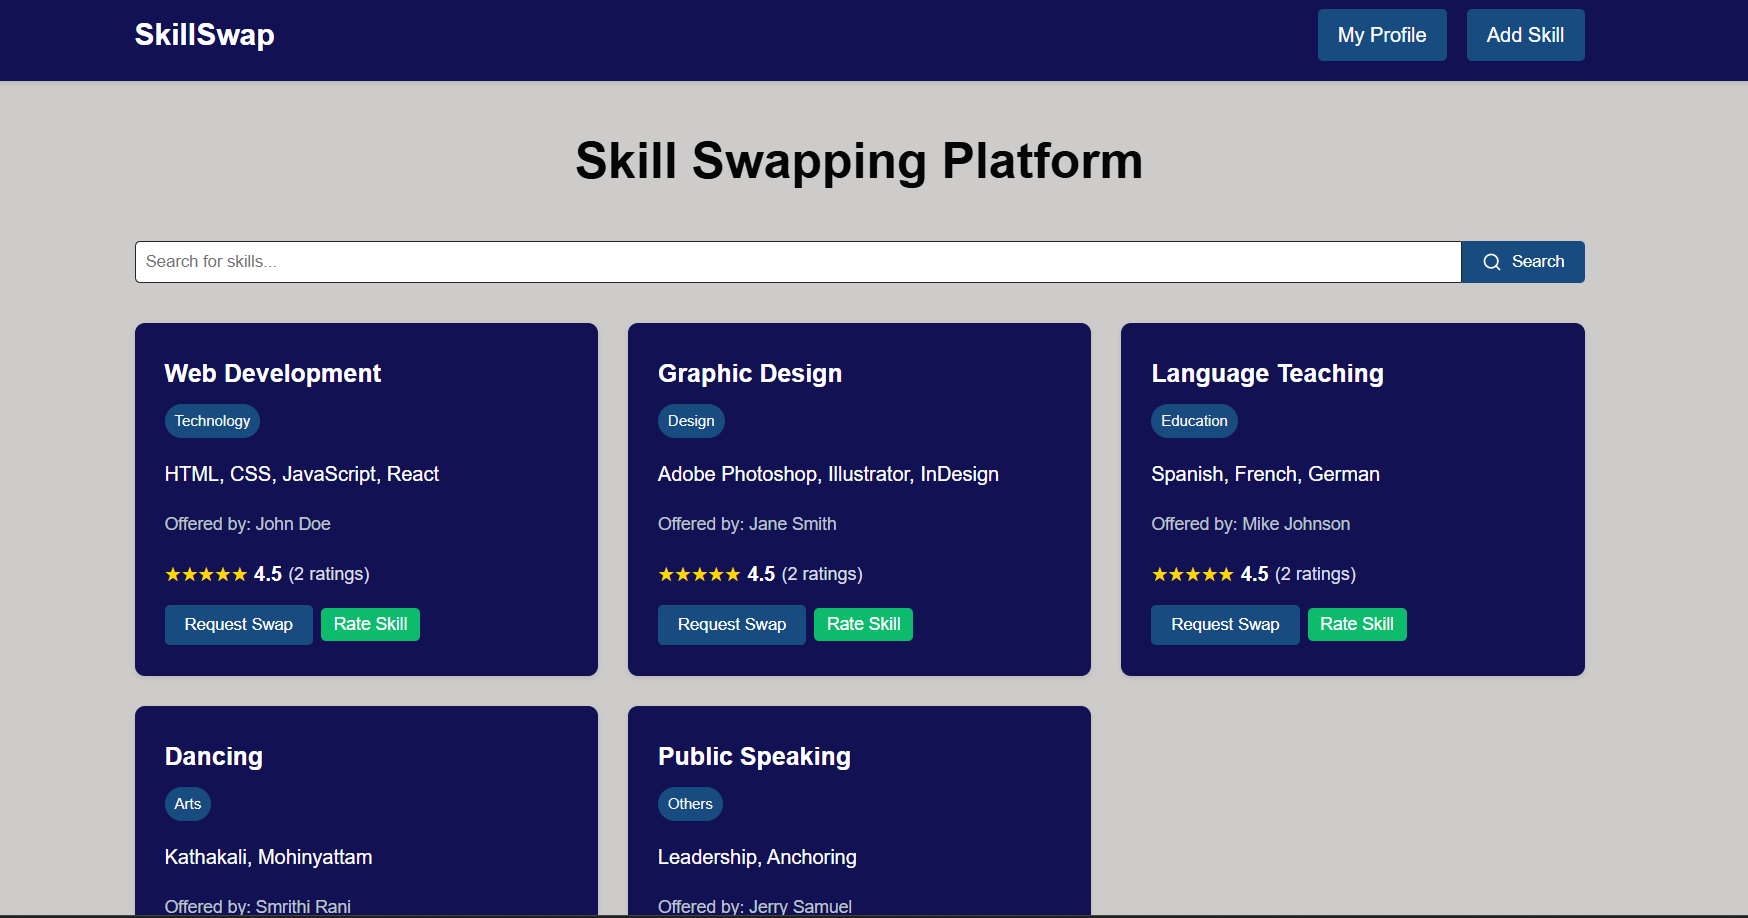 SkillSwap
My Profile
Add Skill
Skill Swapping Platform
Search for skills...
Search
Web Development
Technology
HTML, CSS, JavaScript, React
Offered by: John Doe
★★★★★ 4.5 (2 ratings)
Request Swap
Rate Skill
Graphic Design
Design
Adobe Photoshop, Illustrator, InDesign
Offered by: Jane Smith
★★★★★ 4.5 (2 ratings)
Request Swap
Rate Skill
Language Teaching
Education
Spanish, French, German
Offered by: Mike Johnson
★★★★★ 4.5 (2 ratings)
Request Swap
Rate Skill
Dancing
Arts
Kathakali, Mohinyattam
Offered by: Smrithi Rani
Public Speaking
Others
Leadership, Anchoring
Offered by: Jerry Samuel